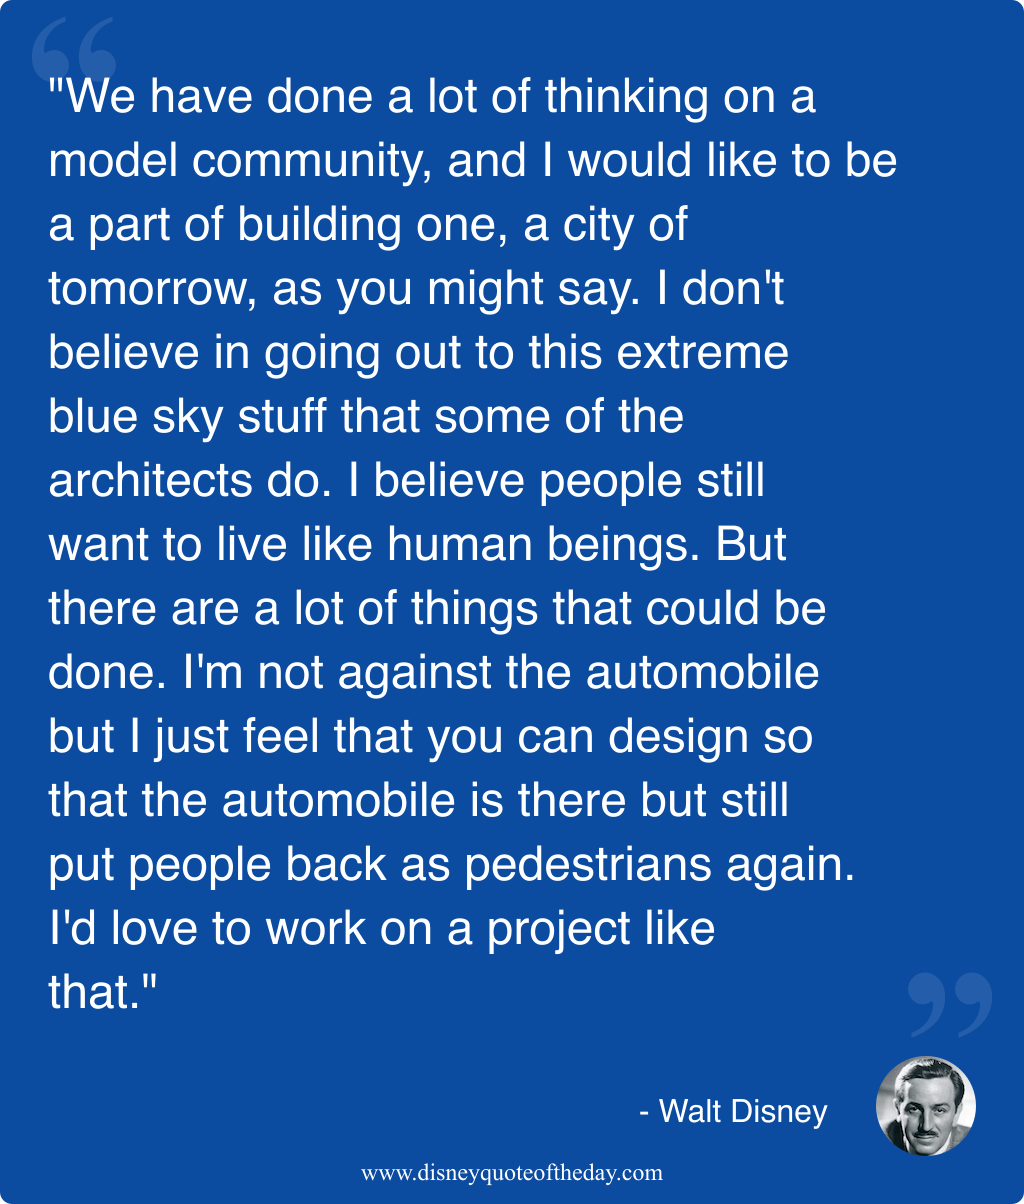 "We have done a lot of thinking on a
model community, and I would like to be
a part of building one, a city of
tomorrow, as you might say. I don't
believe in going out to this extreme
blue sky stuff that some of the
architects do. I believe people still
want to live like human beings. But
there are a lot of things that could be
done. I'm not against the automobile
but I just feel that you can design so
that the automobile is there but still
put people back as pedestrians again.
I'd love to work on a project like
that."
- Walt Disney
www.disneyquoteoftheday.com